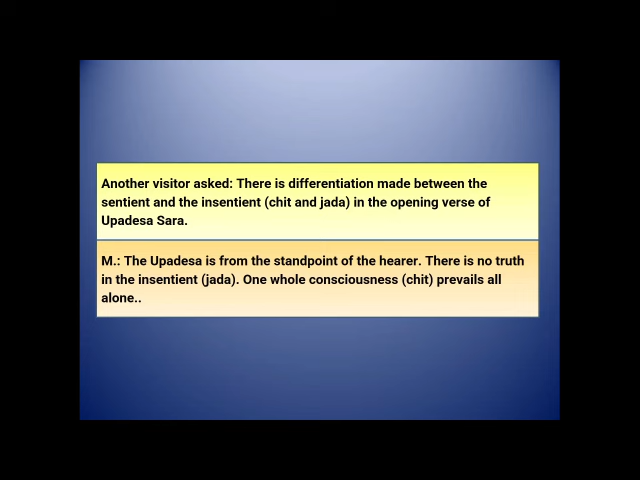 Another visitor asked: There is differentiation made between the
sentient and the insentient (chit and jada) in the opening verse of
Upadesa Sara.
M.: The Upadesa is from the standpoint of the hearer. There is no truth
in the insentient (jada). One whole consciousness (chit) prevails all
alone..